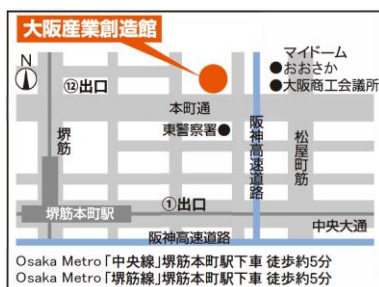 大阪産業創造館
N
⑫出口
マイドーム
●おおさか
●大阪商工会議所
本町通
東警察署●
堺筋
阪神高速道路
松屋町筋
堺筋本町駅
①出口
中央大通
阪神高速道路
Osaka Metro「中央線」堺筋本町駅下車 徒歩約5分
Osaka Metro「堺筋線」堺筋本町駅下車 徒歩約5分